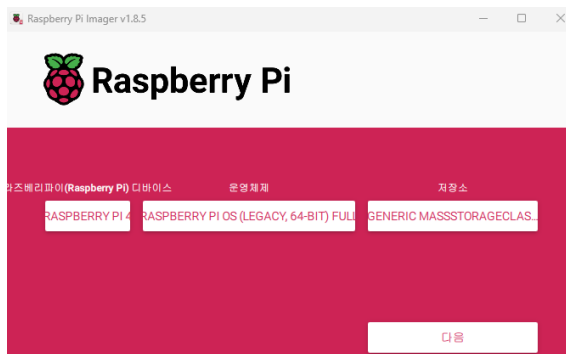 Raspberry Pi Imager v1.8.5
Raspberry Pi
라즈베리파이(Raspberry Pi) 디바이스 운영체제 저장소
RASPBERRY PI 4 RASPBERRY PI OS (LEGACY, 64-BIT) FULL GENERIC MASSSTORAGECLAS...
다음